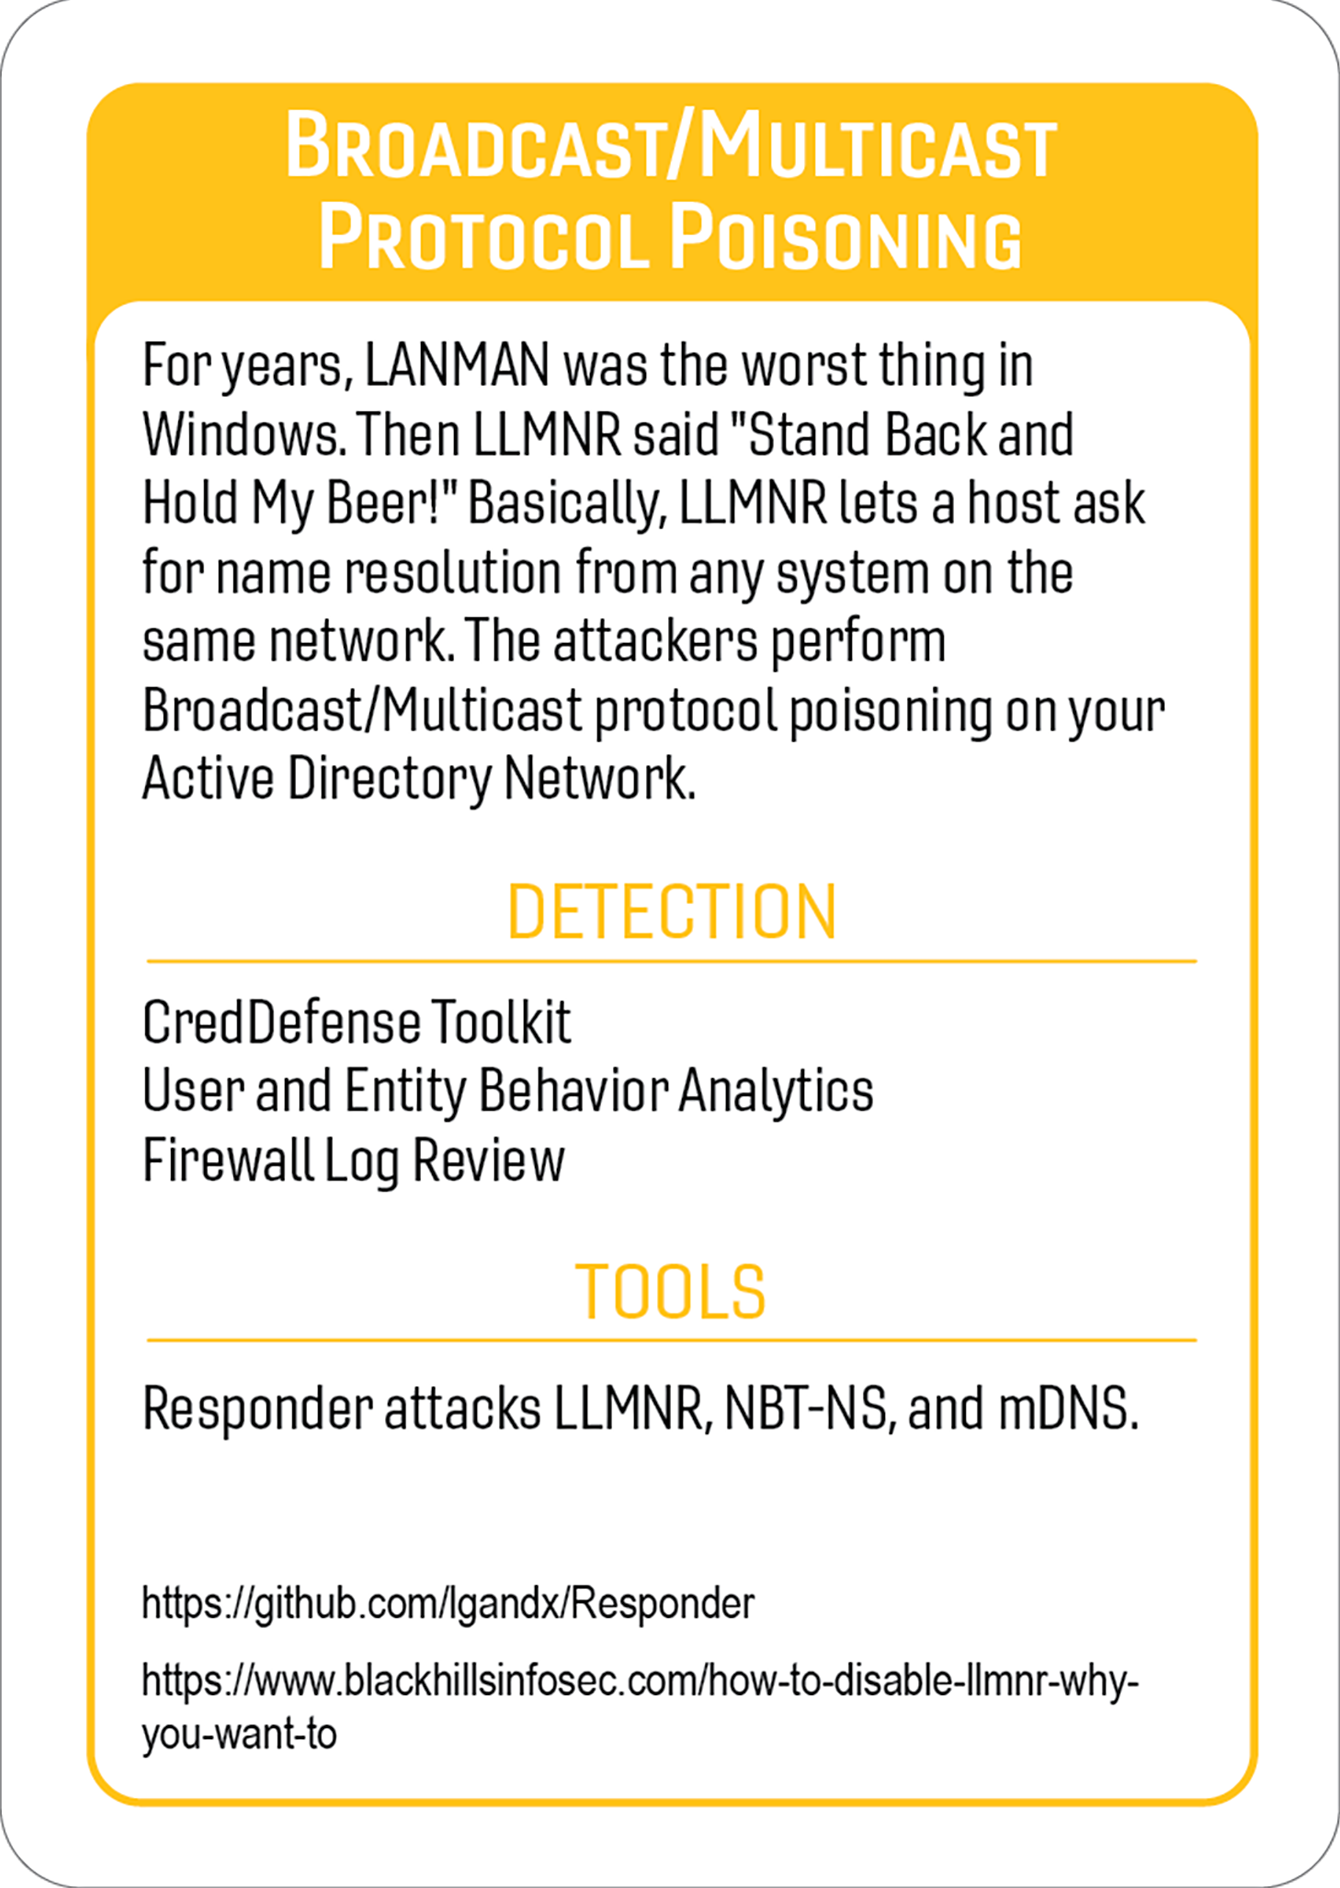 Broadcast/Multicast
Protocol Poisoning
For years, LANMAN was the worst thing in
Windows. Then LLMNR said "Stand Back and
Hold My Beer!" Basically, LLMNR lets a host ask
for name resolution from any system on the
same network. The attackers perform
Broadcast/Multicast protocol poisoning on your
Active Directory Network.
DETECTION
CredDefense Toolkit
User and Entity Behavior Analytics
Firewall Log Review
TOOLS
Responder attacks LLMNR, NBT-NS, and mDNS.
https://github.com/lgandx/Responder
https://www.blackhillsinfosec.com/how-to-disable-llmnr-why-
you-want-to